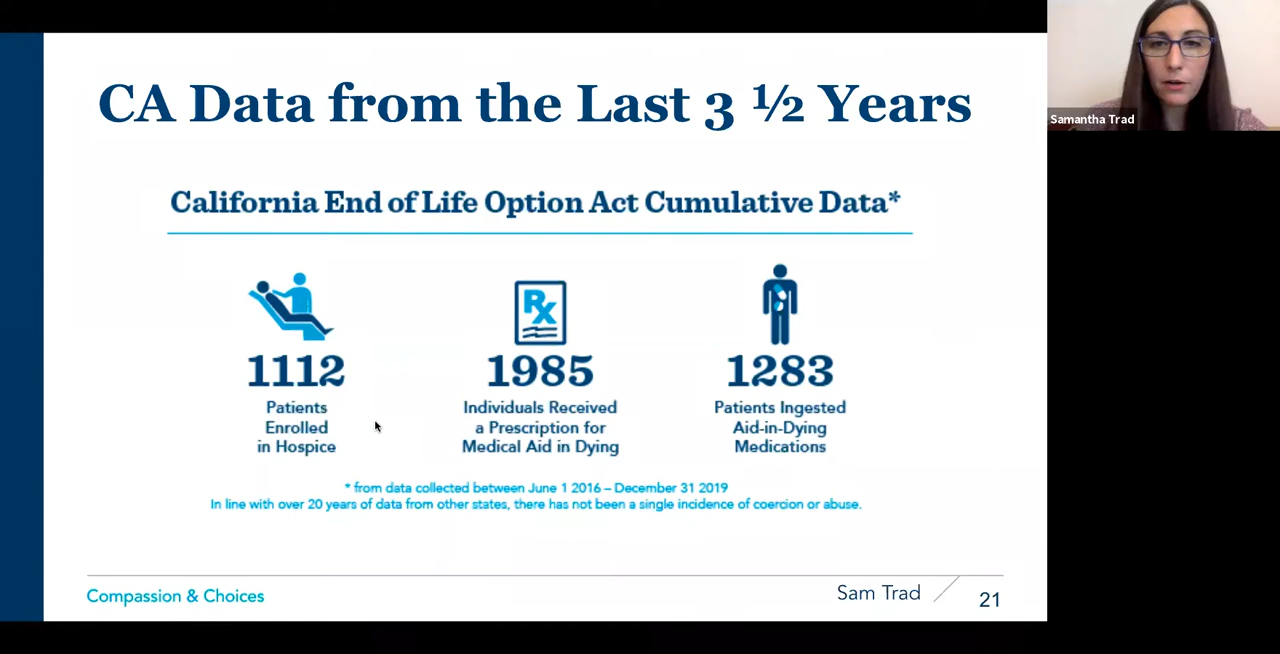 CA Data from the Last 3 ½ Years
Samantha Trad
California End of Life Option Act Cumulative Data*
Rx
1112
Patients
Enrolled
in Hospice
1985
Individuals Received
a Prescription for
Medical Aid in Dying
1283
Patients Ingested
Aid-in-Dying
Medications
* from data collected between June 1 2016 – December 31 2019
In line with over 20 years of data from other states, there has not been a single incidence of coercion or abuse.
Compassion & Choices
Sam Trad
21